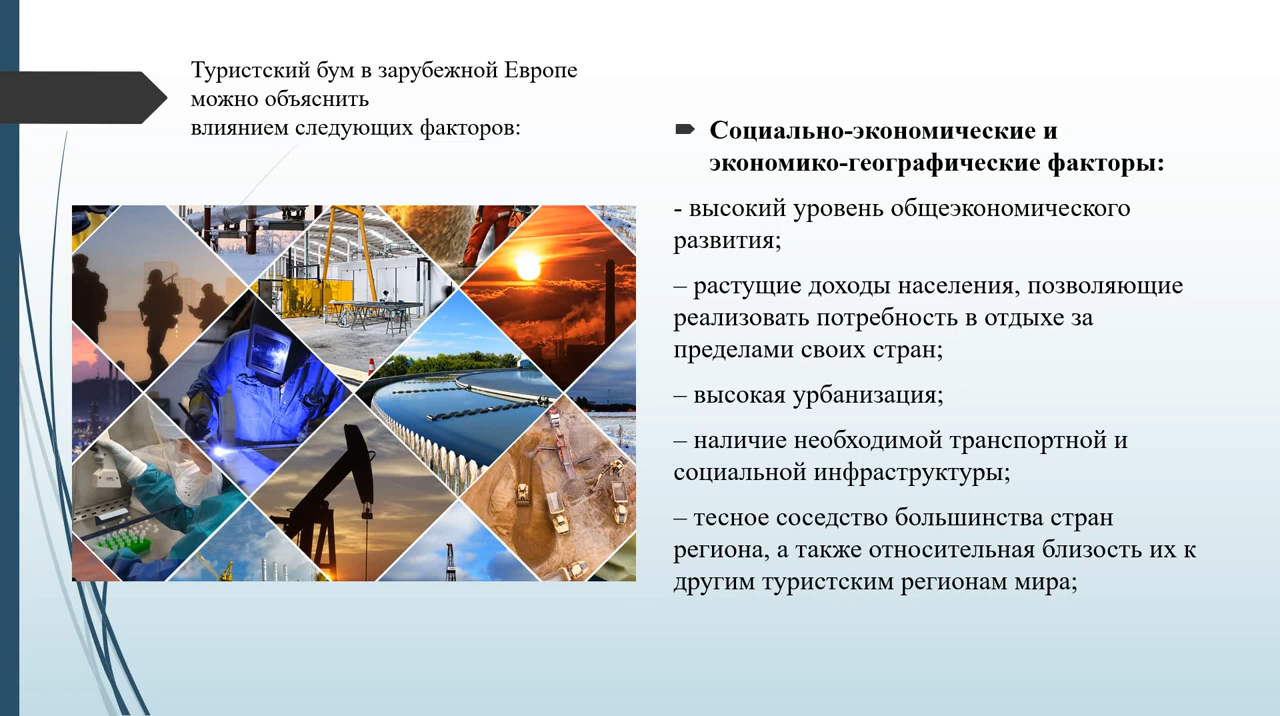 Туристский бум в зарубежной Европе
можно объяснить
влиянием следующих факторов:
Социально-экономические и
экономико-географические факторы:
- высокий уровень общеэкономического
развития;
– растущие доходы населения, позволяющие
реализовать потребность в отдыхе за
пределами своих стран;
– высокая урбанизация;
– наличие необходимой транспортной и
социальной инфраструктуры;
– тесное соседство большинства стран
региона, а также относительная близость их к
другим туристским регионам мира;